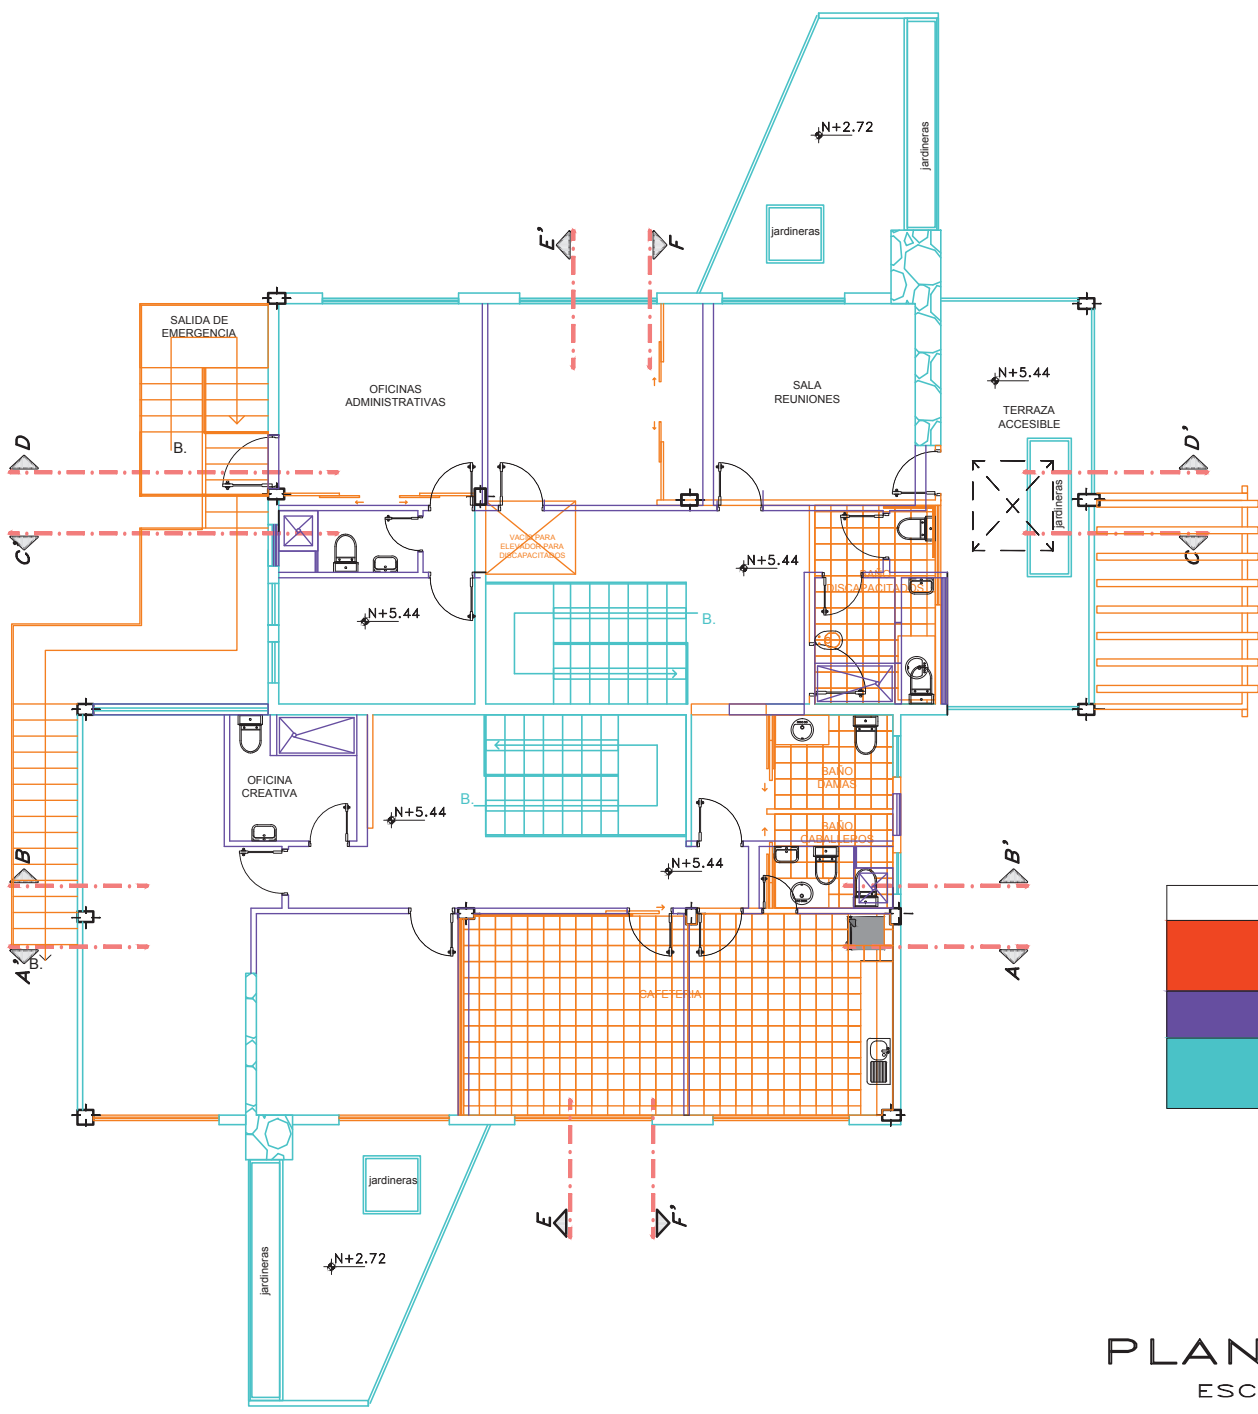 N+2.72
jardineras
jardineras
E'
F
SALIDA DE
EMERGENCIA
OFICINAS
ADMINISTRATIVAS
SALA
REUNIONES
N+5.44
TERRAZA
ACCESIBLE
D
B.
D'
jardineras
C'
C
VACIO PARA
ELEVADOR PARA
DISCAPACITADOS
N+5.44
BAÑO
DISCAPACITADOS
N+5.44
B.
OFICINA
CREATIVA
BAÑO
DAMAS
B.
N+5.44
BAÑO
CABALLEROS
N+5.44
B
B'
A'
B.
A
CAFETERIA
jardineras
E
F'
jardineras
N+2.72
PLAN
ESC